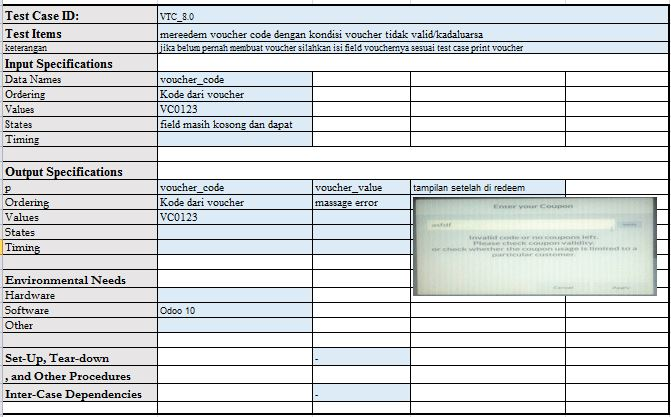 Test Case ID: VTC_8.0
Test Items mereedem voucher code dengan kondisi voucher tidak valid/kadaluarsa
keterangan jika belum pernah membuat voucher silahkan isi field vouchernya sesuai test case print voucher
Input Specifications
Data Names voucher_code
Ordering Kode dari voucher
Values VC0123
States field masih kosong dan dapat
Timing
Output Specifications
p voucher_code voucher_value tampilan setelah di redeem
Ordering Kode dari voucher massage error
Values VC0123
States
Timing
Enter your Coupon
asfdf
Invalid code or no coupons left.
Please check coupon validity.
or check whether the coupon usage is limited to a
particular customer
Cancel Apply
Environmental Needs
Hardware
Software Odoo 10
Other
Set-Up, Tear-down -
, and Other Procedures
Inter-Case Dependencies -